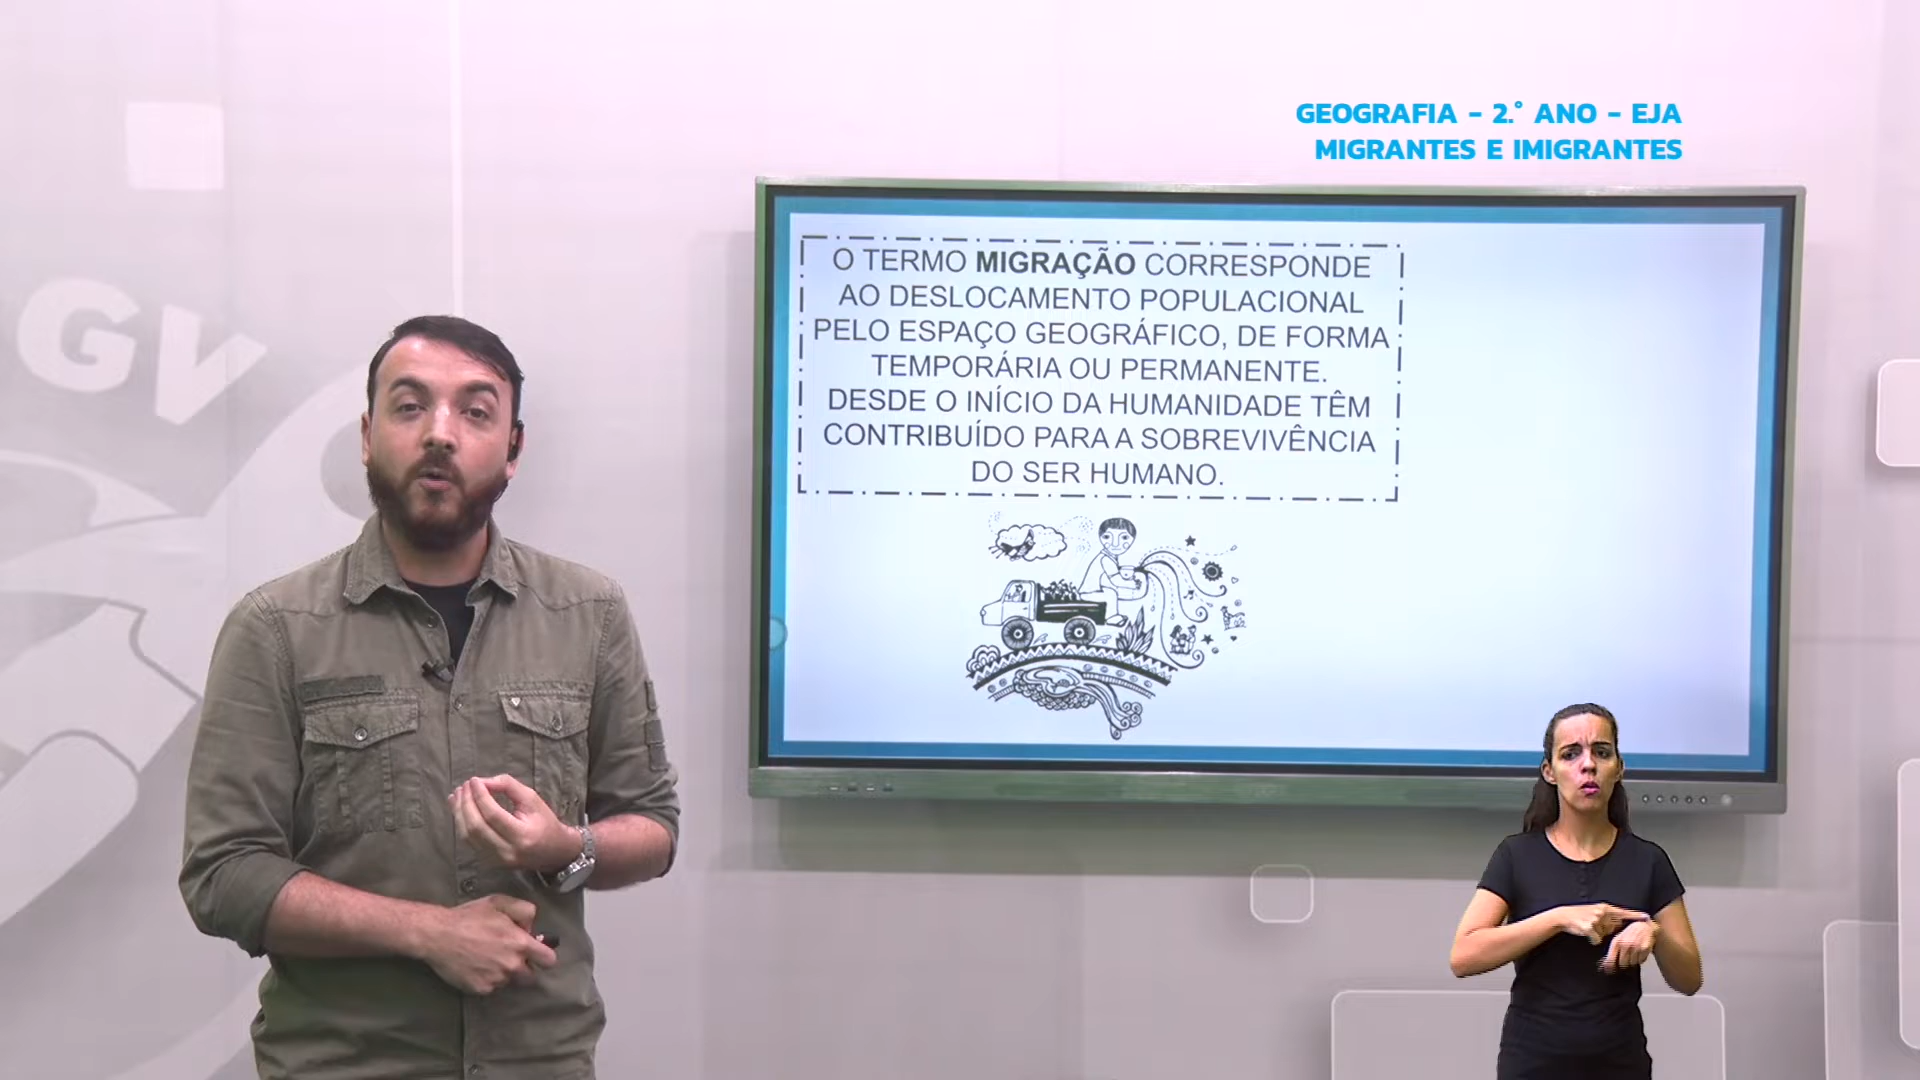 GEOGRAFIA - 2.° ANO - EJA
MIGRANTES E IMIGRANTES
O TERMO MIGRAÇÃO CORRESPONDE
AO DESLOCAMENTO POPULACIONAL
PELO ESPAÇO GEOGRÁFICO, DE FORMA
TEMPORÁRIA OU PERMANENTE.
DESDE O INÍCIO DA HUMANIDADE TÊM
CONTRIBUÍDO PARA A SOBREVIVÊNCIA
DO SER HUMANO.
GV